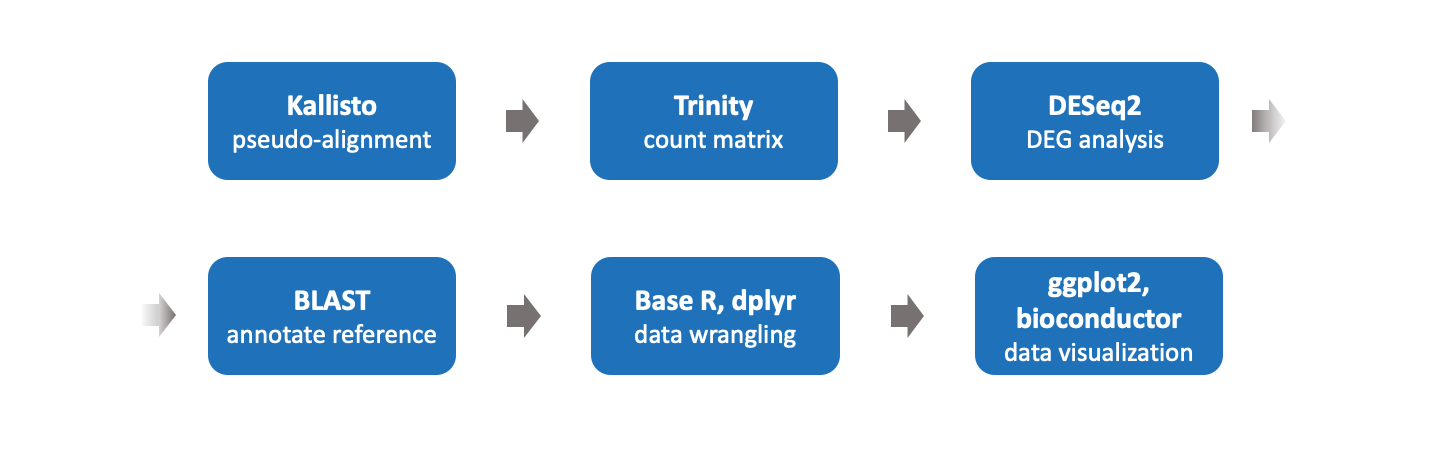 Kallisto
pseudo-alignment
Trinity
count matrix
DESeq2
DEG analysis
BLAST
annotate reference
Base R, dplyr
data wrangling
ggplot2,
bioconductor
data visualization